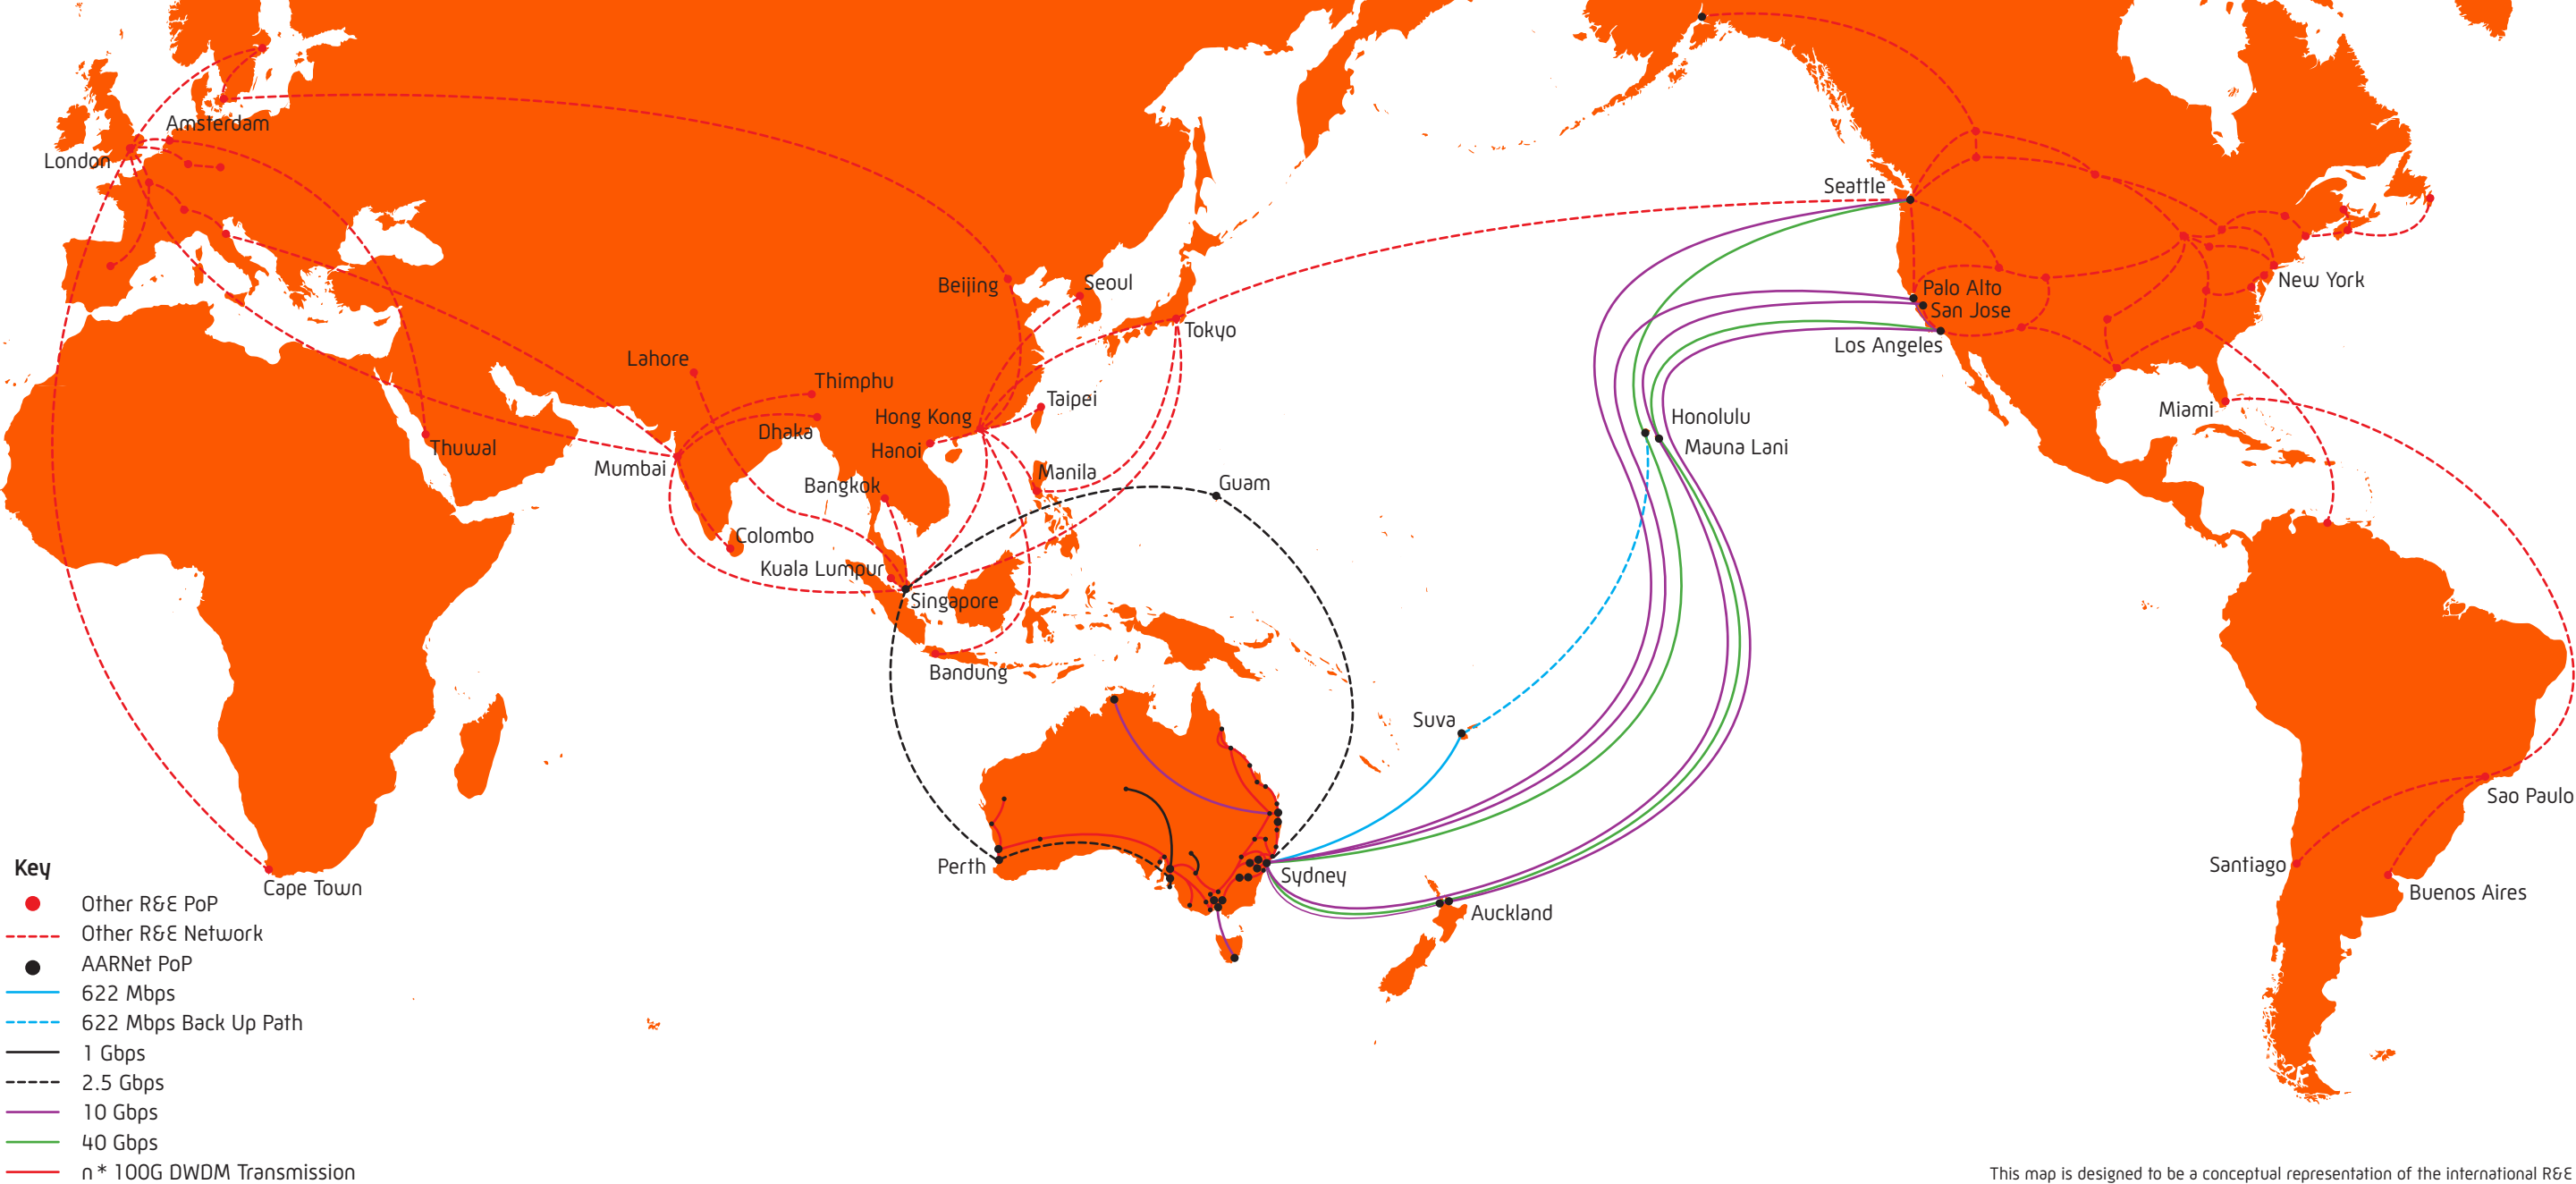 Amsterdam
London
Seattle
Beijing
Seoul
Palo Alto
San Jose
New York
Tokyo
Los Angeles
Lahore
Thimphu
Taipei
Miami
Hong Kong
Honolulu
Dhaka
Thuwal
Hanoi
Mauna Lani
Mumbai
Manila
Bangkok
Guam
Colombo
Kuala Lumpur
Singapore
Bandung
Suva
Sao Paulo
Perth
Sydney
Santiago
Cape Town
Buenos Aires
Auckland
Key
Other R&E PoP
Other R&E Network
AARNet PoP
622 Mbps
622 Mbps Back Up Path
1 Gbps
2.5 Gbps
10 Gbps
40 Gbps
n* 100G DWDM Transmission
This map is designed to be a conceptual representation of the international R&E